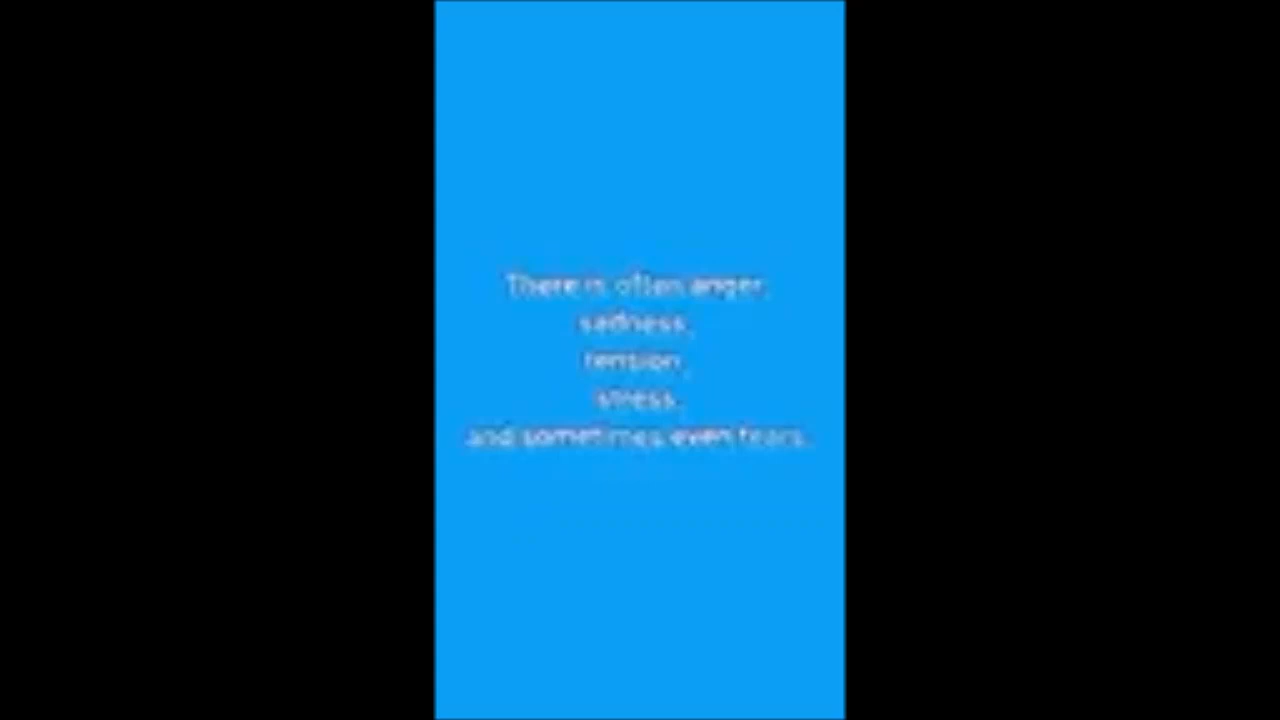 There is often anger,
sadness,
tension,
stress,
and sometimes even fears.